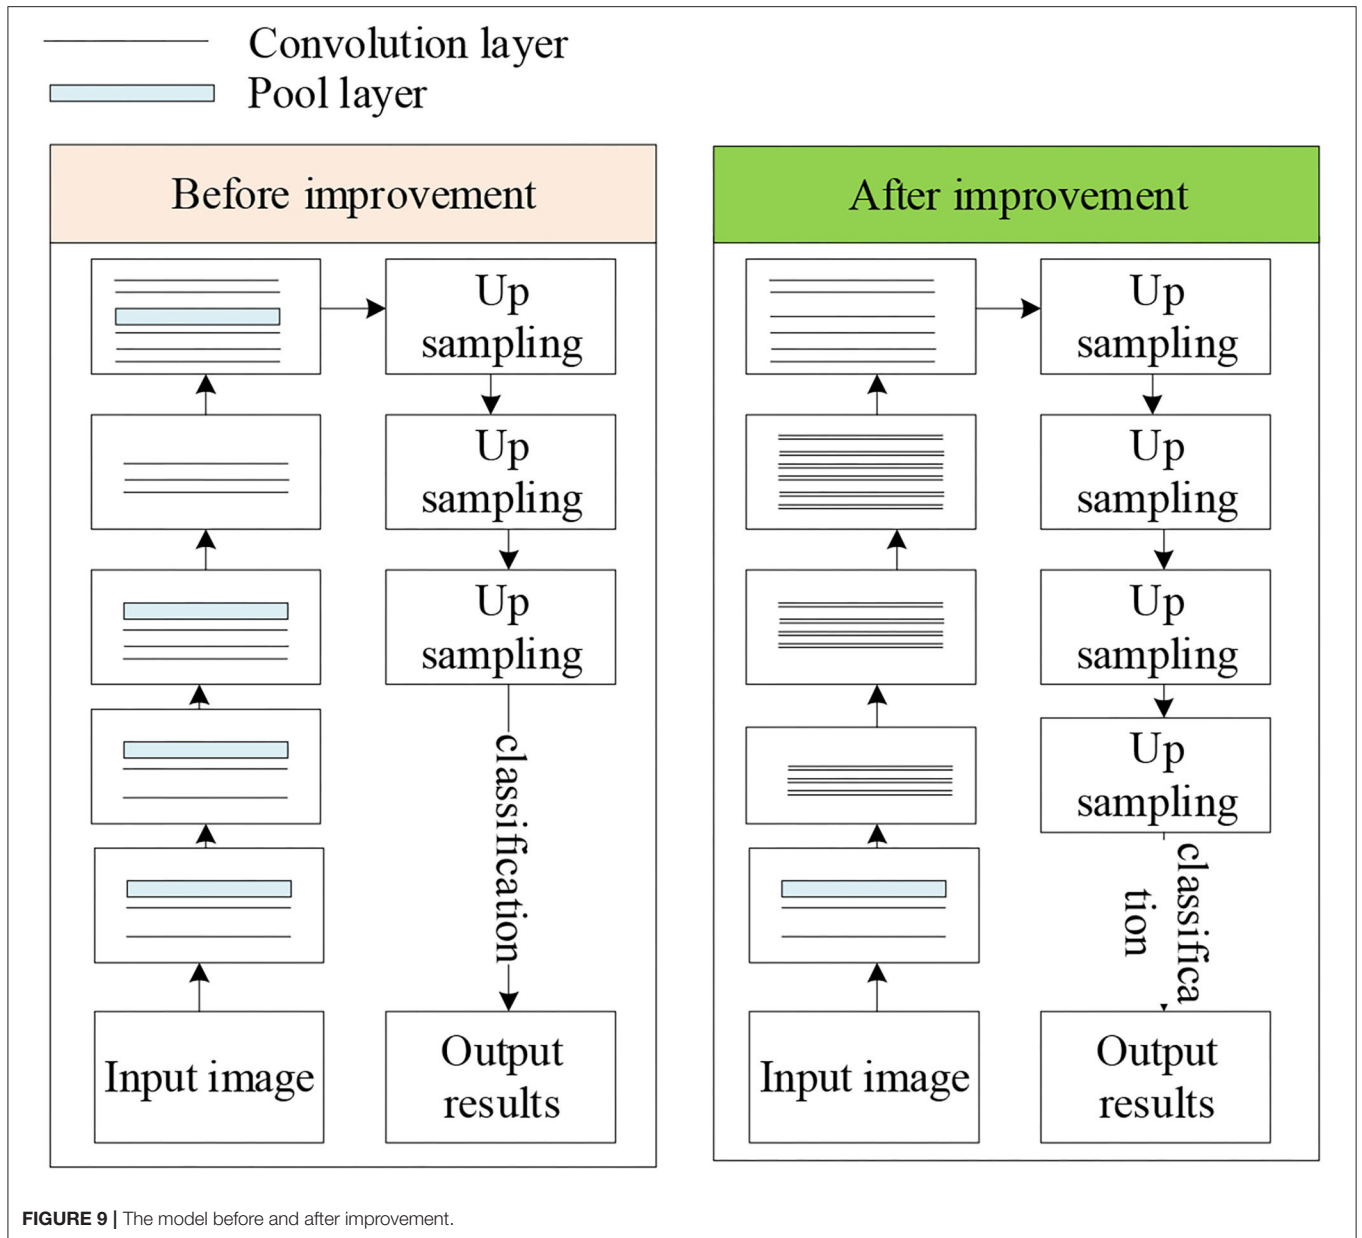 Convolution layer
Pool layer
Before improvement
Up
sampling
Up
sampling
Up
sampling
classification
Input image
Output
results
After improvement
Up
sampling
Up
sampling
Up
sampling
Up
sampling
classifica
tion
Input image
Output
results
FIGURE 9 | The model before and after improvement.